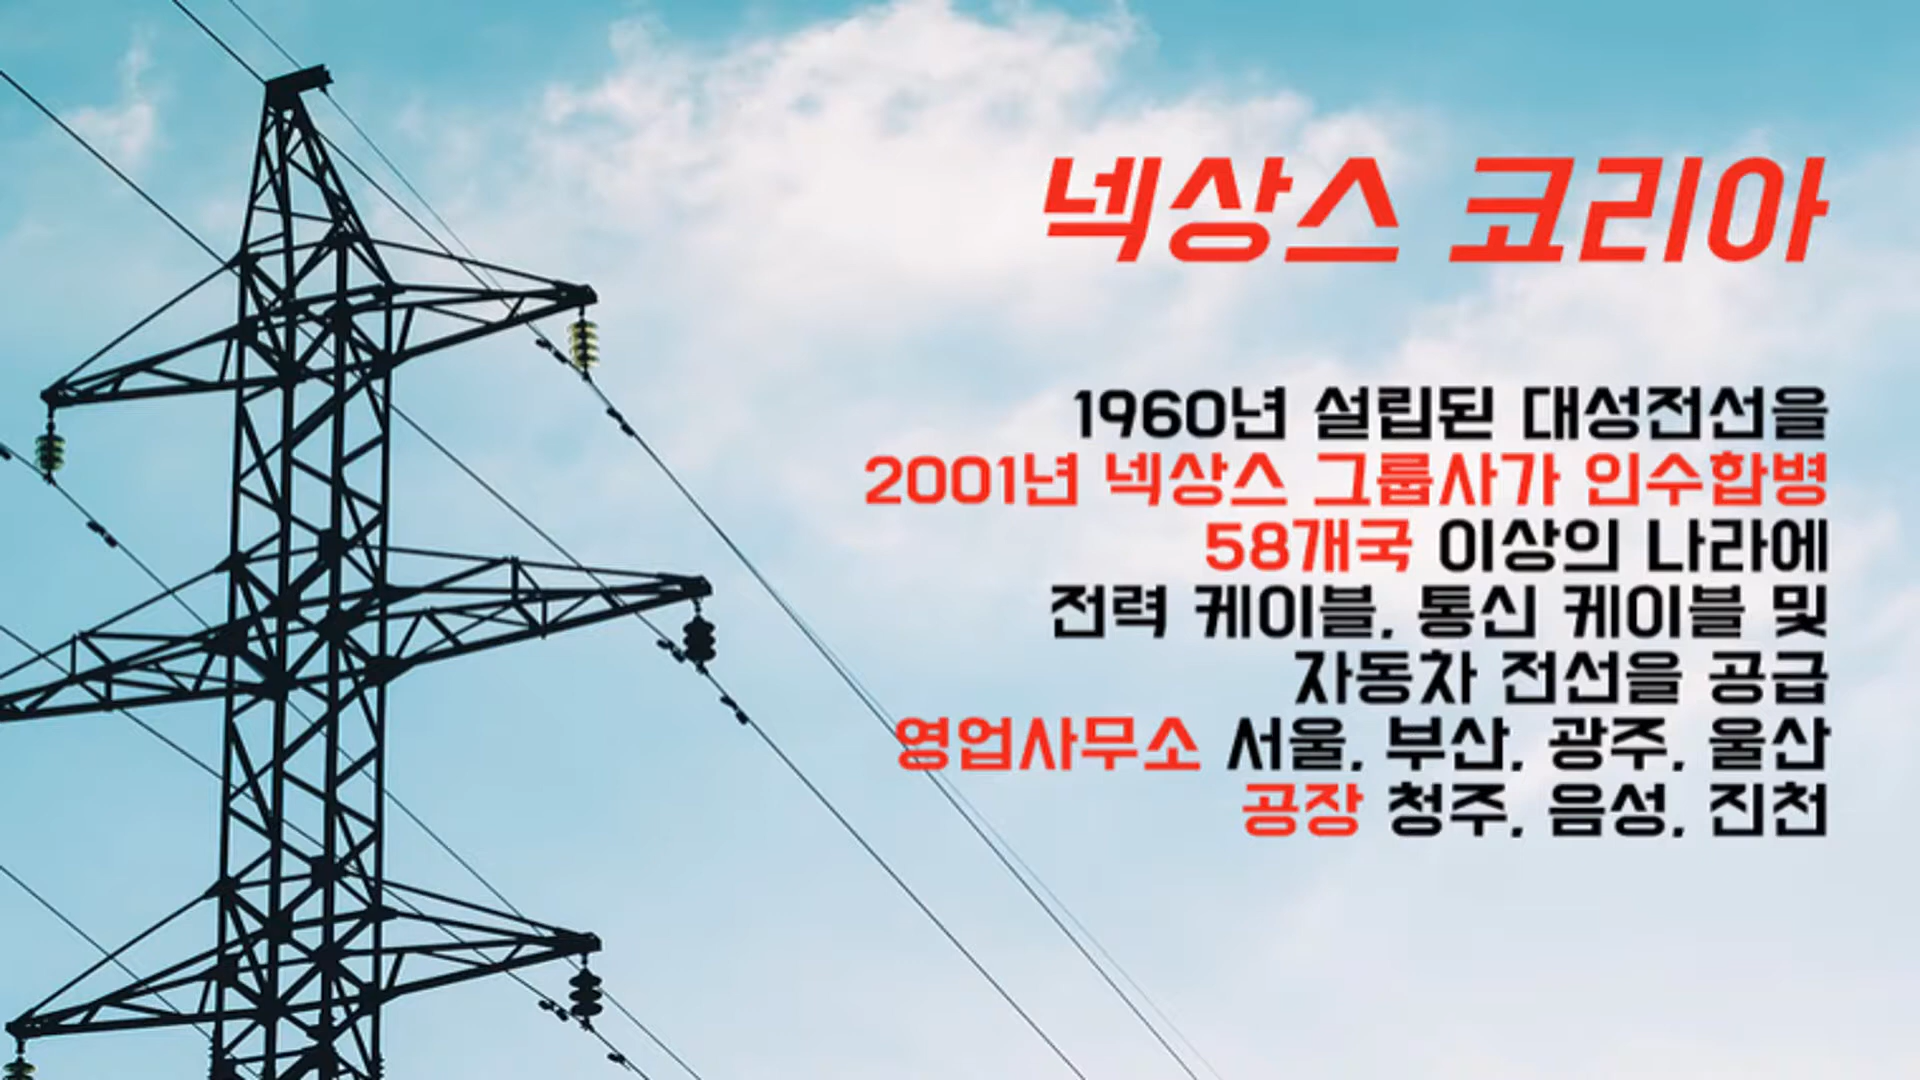 넥상스 코리아
1960년 설립된 대성전선을
2001년 넥상스 그룹사가 인수합병
58개국 이상의 나라에
전력 케이블, 통신 케이블 및
자동차 전선을 공급
영업사무소 서울, 부산, 광주, 울산
공장 청주, 음성, 진천